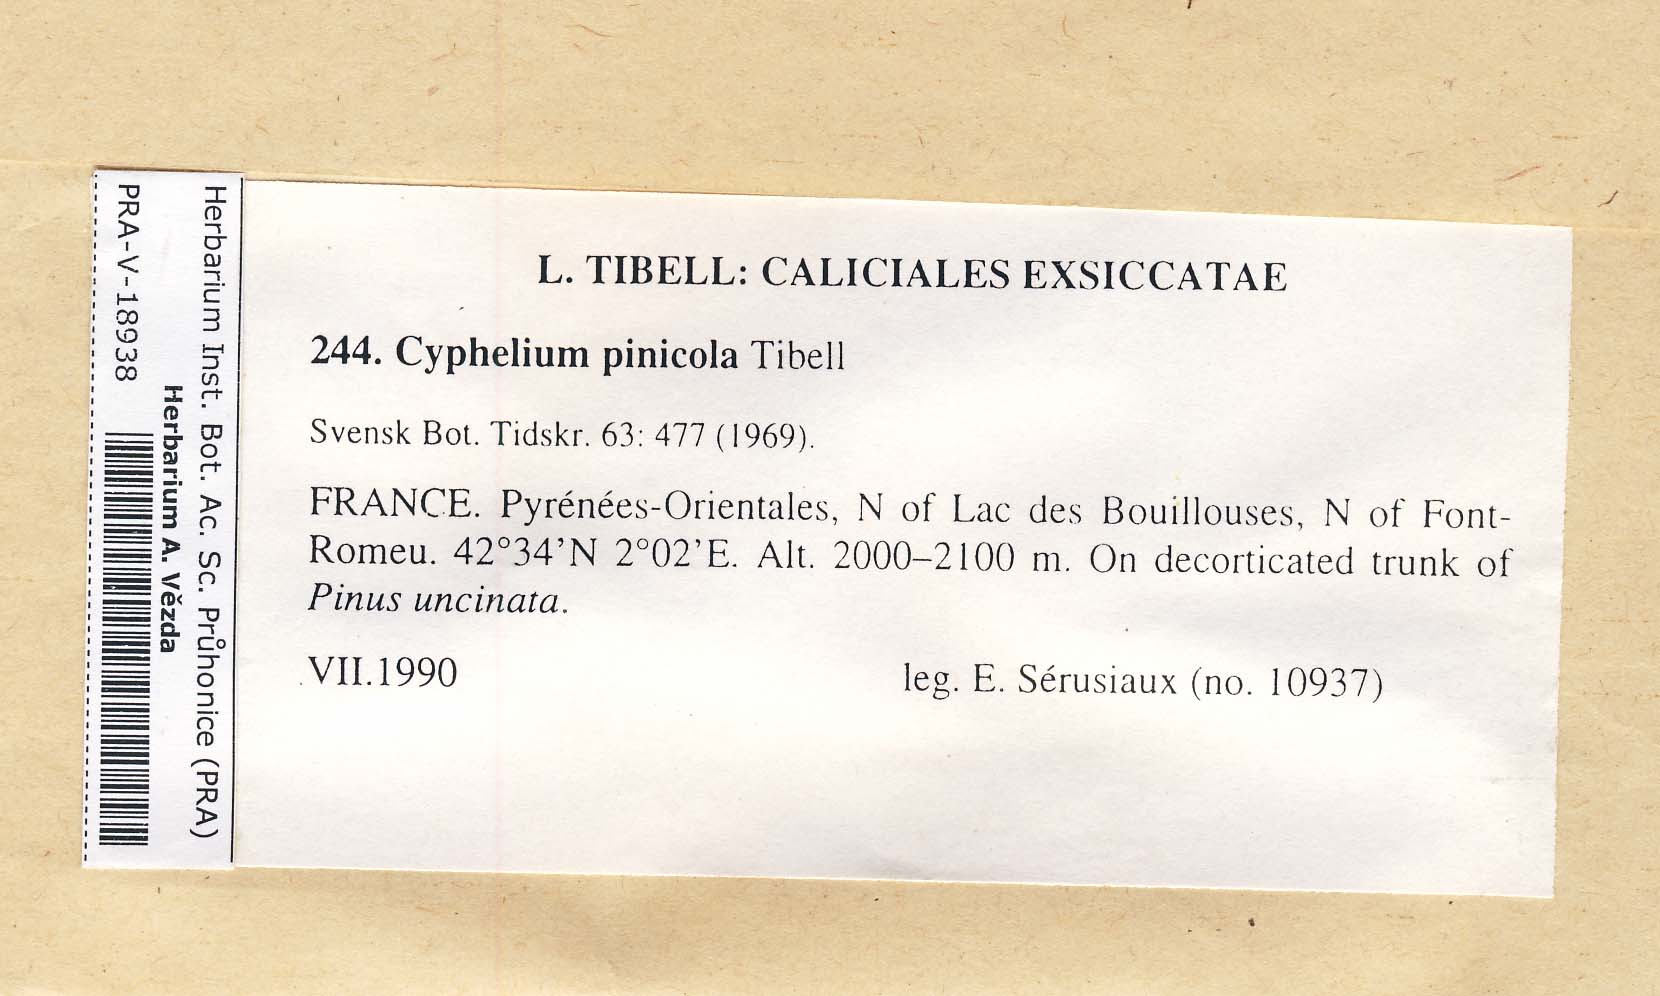 Herbarium Inst. Bot. Ac. Sc. Průhonice (PRA)
Herbarium A. Vězda
PRA-V-18938
L. TIBELL: CALICIALES EXSICCATAE
244. Cyphelium pinicola Tibell
Svensk Bot. Tidskr. 63: 477 (1969).
FRANCE. Pyrénées-Orientales, N of Lac des Bouillouses, N of Font-
Romeu. 42°34’N 2°02’E. Alt. 2000–2100 m. On decorticated trunk of
Pinus uncinata.
VII.1990 leg. E. Sérusiaux (no. 10937)